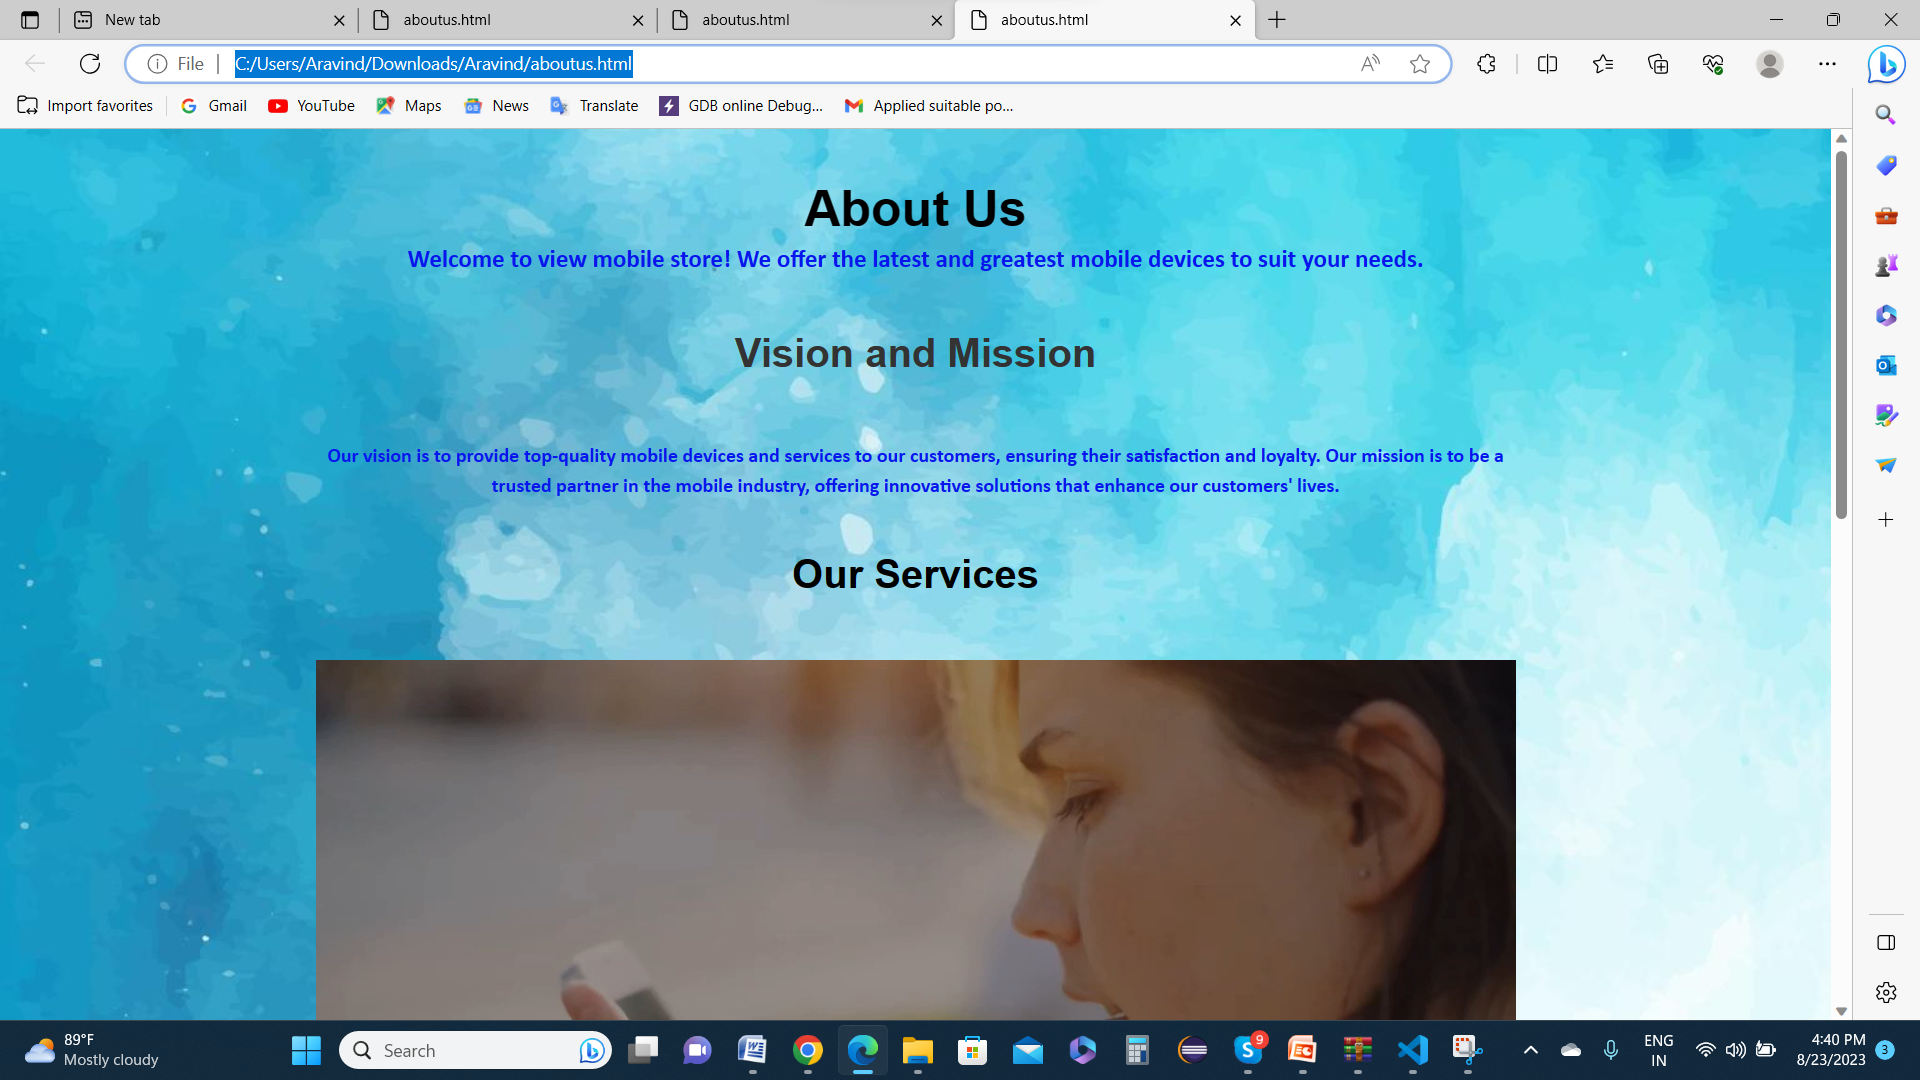 New tab
aboutus.html
aboutus.html
aboutus.html
File
C:/Users/Aravind/Downloads/Aravind/aboutus.html
Import favorites
Gmail
YouTube
Maps
News
Translate
GDB online Debug...
Applied suitable po...
About Us
Welcome to view mobile store! We offer the latest and greatest mobile devices to suit your needs.
Vision and Mission
Our vision is to provide top-quality mobile devices and services to our customers, ensuring their satisfaction and loyalty. Our mission is to be a
trusted partner in the mobile industry, offering innovative solutions that enhance our customers' lives.
Our Services
89°F
Mostly cloudy
Search
9
ENG
IN
4:40 PM
8/23/2023
3